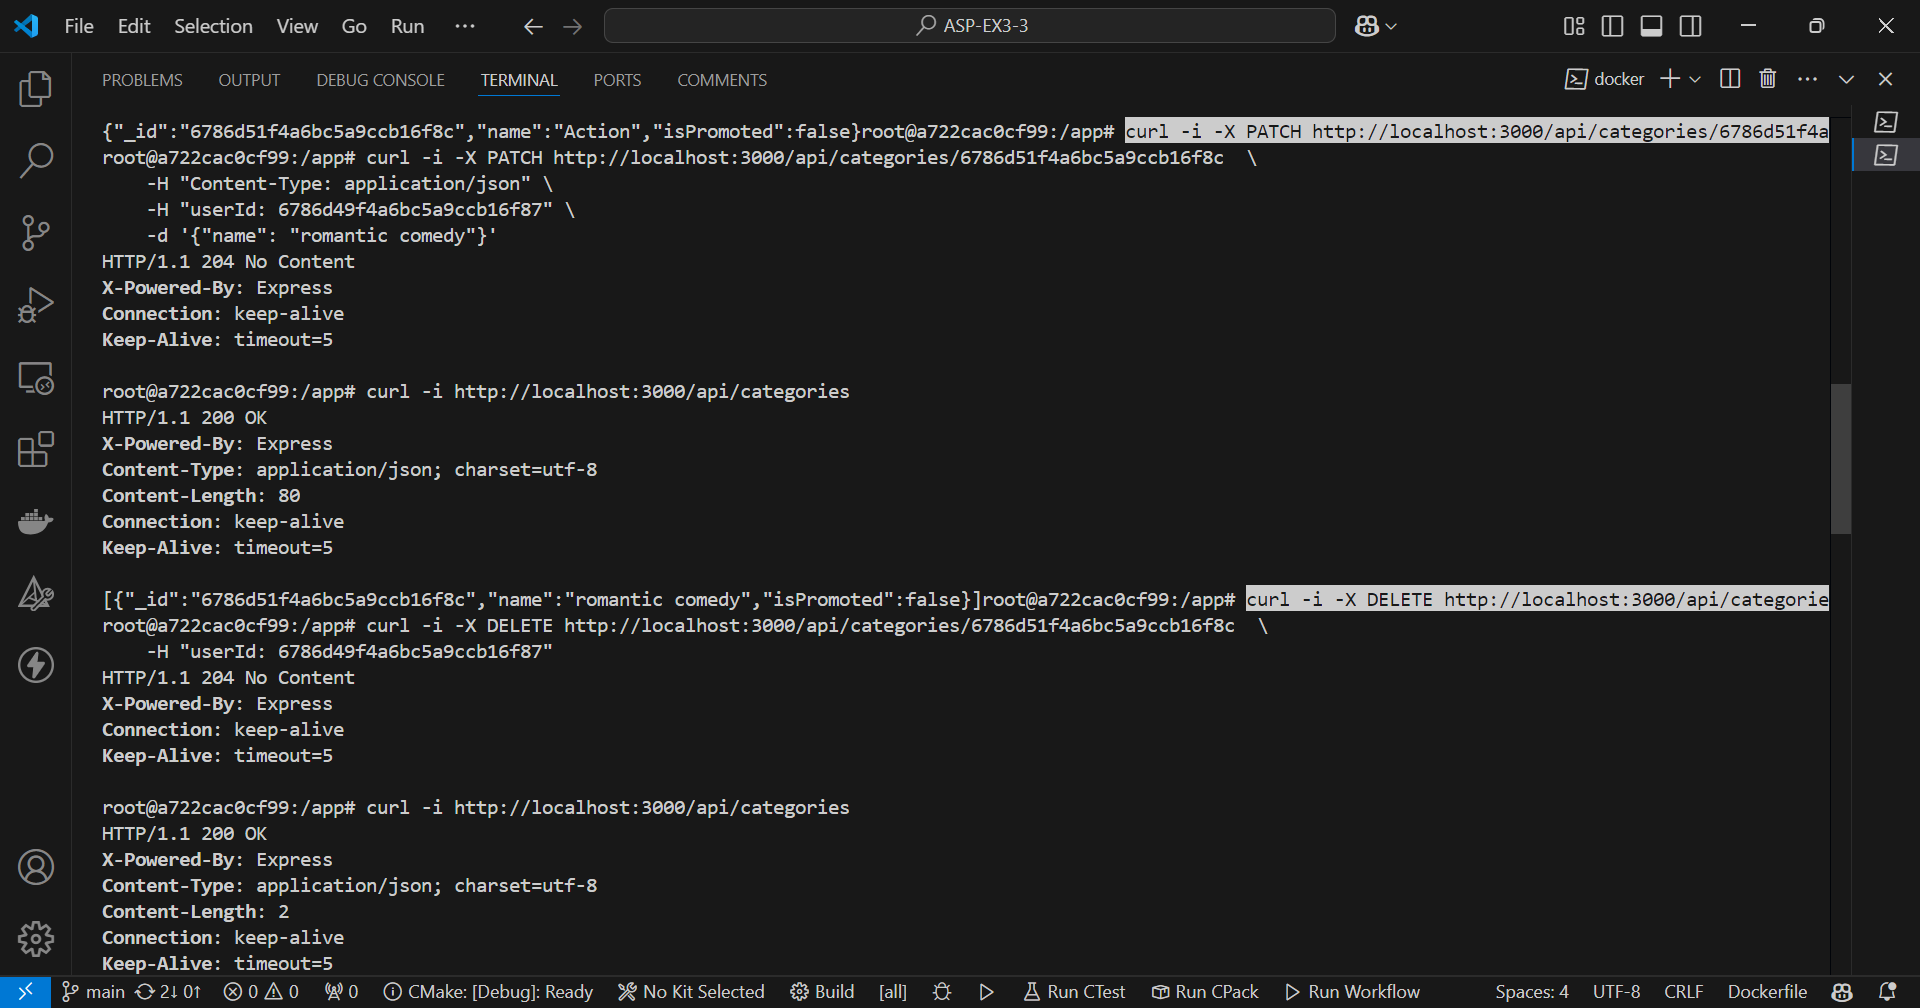 File Edit Selection View Go Run ··· ASP-EX3-3
PROBLEMS OUTPUT DEBUG CONSOLE TERMINAL PORTS COMMENTS docker
{"_id":"6786d51f4a6bc5a9ccb16f8c","name":"Action","isPromoted":false}root@a722cac0cf99:/app# curl -i -X PATCH http://localhost:3000/api/categories/6786d51f4a
root@a722cac0cf99:/app# curl -i -X PATCH http://localhost:3000/api/categories/6786d51f4a6bc5a9ccb16f8c  \
    -H "Content-Type: application/json" \
    -H "userId: 6786d49f4a6bc5a9ccb16f87" \
    -d '{"name": "romantic comedy"}'
HTTP/1.1 204 No Content
X-Powered-By: Express
Connection: keep-alive
Keep-Alive: timeout=5
root@a722cac0cf99:/app# curl -i http://localhost:3000/api/categories
HTTP/1.1 200 OK
X-Powered-By: Express
Content-Type: application/json; charset=utf-8
Content-Length: 80
Connection: keep-alive
Keep-Alive: timeout=5
[{"_id":"6786d51f4a6bc5a9ccb16f8c","name":"romantic comedy","isPromoted":false}]root@a722cac0cf99:/app# curl -i -X DELETE http://localhost:3000/api/categorie
root@a722cac0cf99:/app# curl -i -X DELETE http://localhost:3000/api/categories/6786d51f4a6bc5a9ccb16f8c  \
    -H "userId: 6786d49f4a6bc5a9ccb16f87"
HTTP/1.1 204 No Content
X-Powered-By: Express
Connection: keep-alive
Keep-Alive: timeout=5
root@a722cac0cf99:/app# curl -i http://localhost:3000/api/categories
HTTP/1.1 200 OK
X-Powered-By: Express
Content-Type: application/json; charset=utf-8
Content-Length: 2
Connection: keep-alive
Keep-Alive: timeout=5
main 2↓ 0↑ 0 0 0 CMake: [Debug]: Ready No Kit Selected Build [all] Run CTest Run CPack Run Workflow Spaces: 4 UTF-8 CRLF Dockerfile